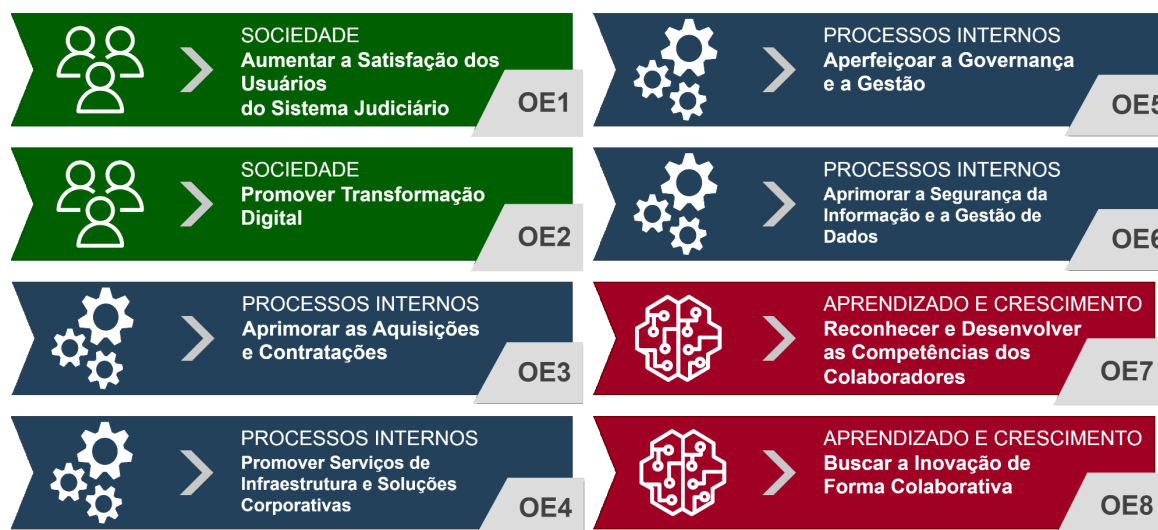 SOCIEDADE
Aumentar a Satisfação dos
Usuários
do Sistema Judiciário
OE1
SOCIEDADE
Promover Transformação
Digital
OE2
PROCESSOS INTERNOS
Aprimorar as Aquisições
e Contratações
OE3
PROCESSOS INTERNOS
Promover Serviços de
Infraestrutura e Soluções
Corporativas
OE4
PROCESSOS INTERNOS
Aperfeiçoar a Governança
e a Gestão
OE5
PROCESSOS INTERNOS
Aprimorar a Segurança da
Informação e a Gestão de
Dados
OE6
APRENDIZADO E CRESCIMENTO
Reconhecer e Desenvolver
as Competências dos
Colaboradores
OE7
APRENDIZADO E CRESCIMENTO
Buscar a Inovação de
Forma Colaborativa
OE8